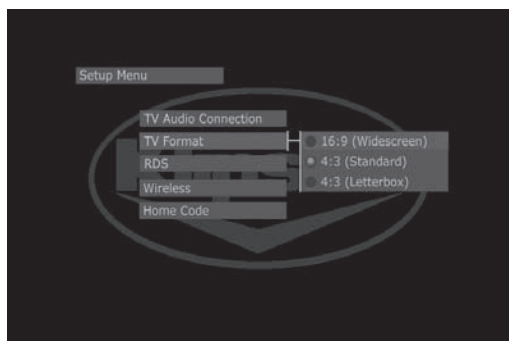 Setup Menu
TV Audio Connection
TV Format
16:9 (Widescreen)
RDS
4:3 (Standard)
Wireless
4:3 (Letterbox)
Home Code